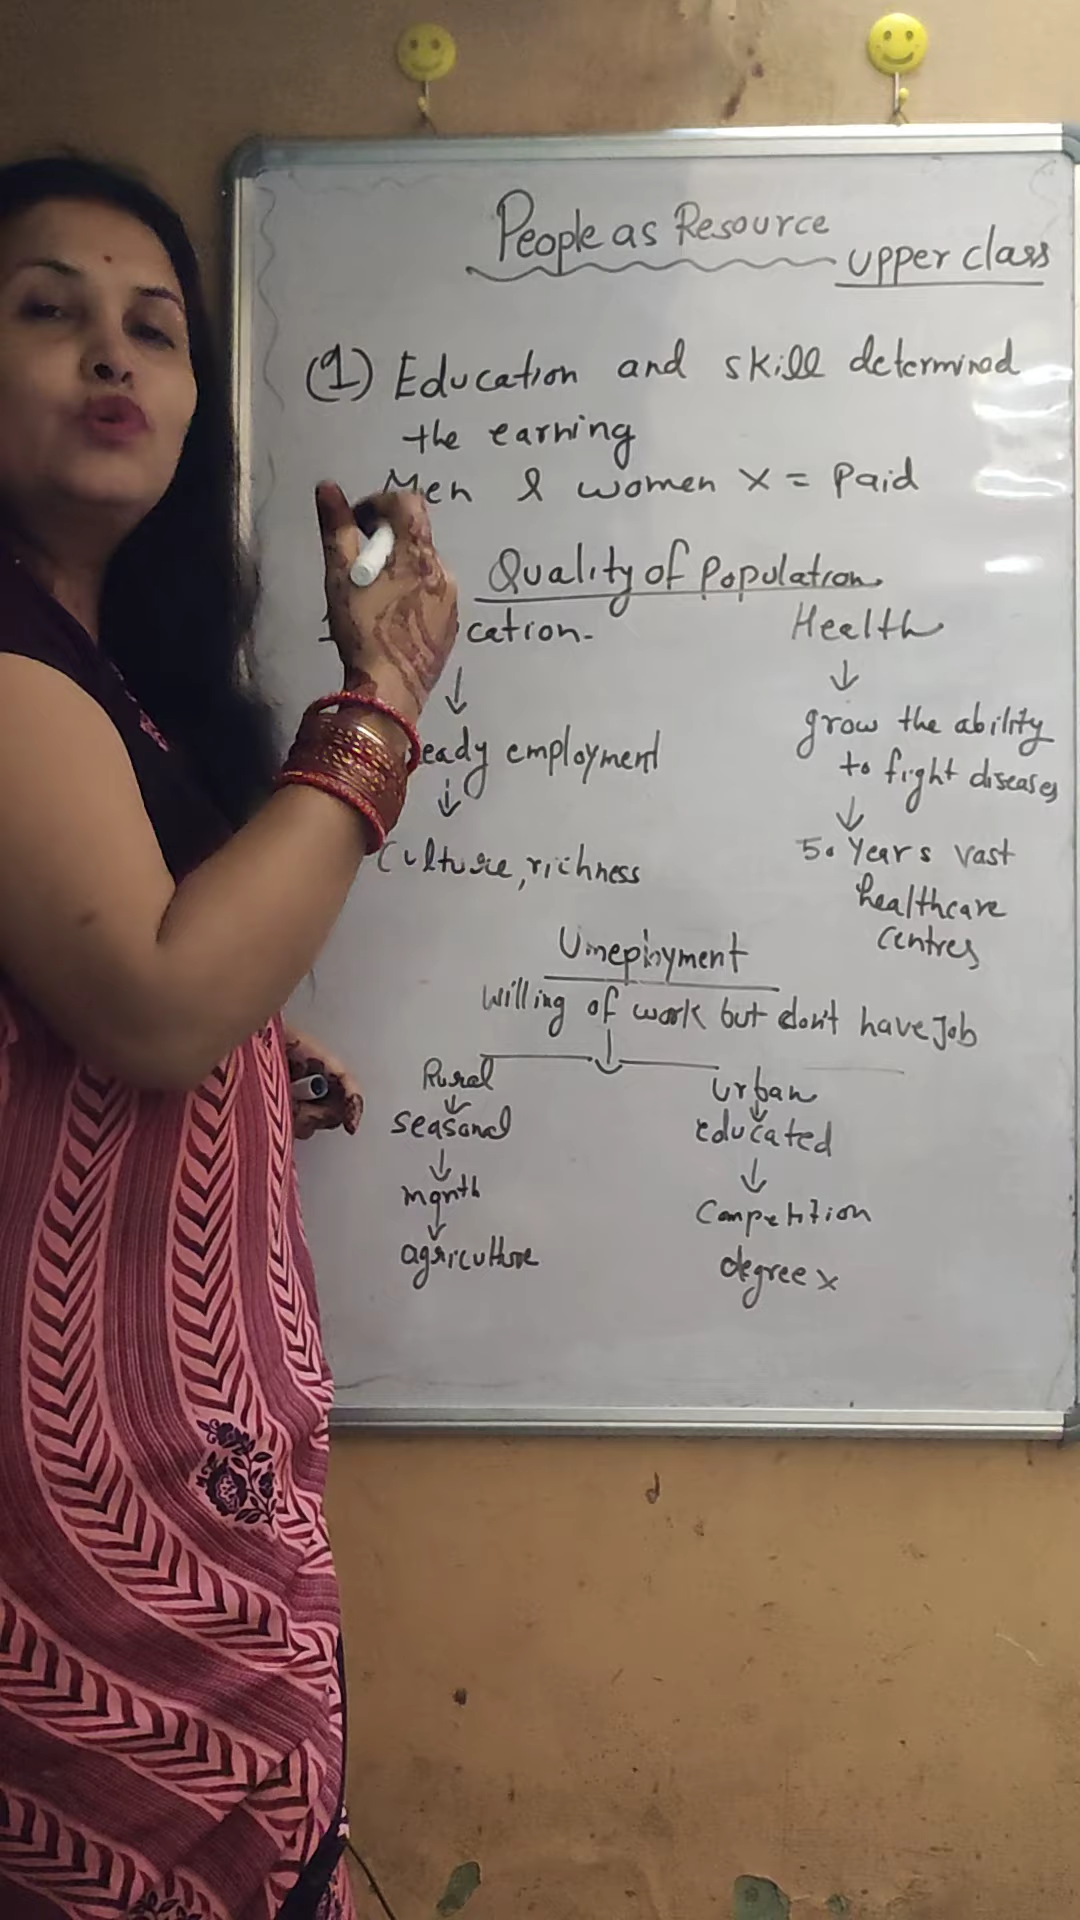 People as Resource
upper class
(1) Education and skill determined
the earning
Men & women x = Paid
Quality of Population.
cation-
Health
↓
↓
grow the ability
to fight diseases
eady employment
↓
↓
Culture, richness
50 Years vast
healthcare
Centres
Umeployment
Willing of work but don't have Job
↓
Rural
Urban
↓
↓
seasonal
educated
↓
↓
month
Competition
↓
agriculture
degree x